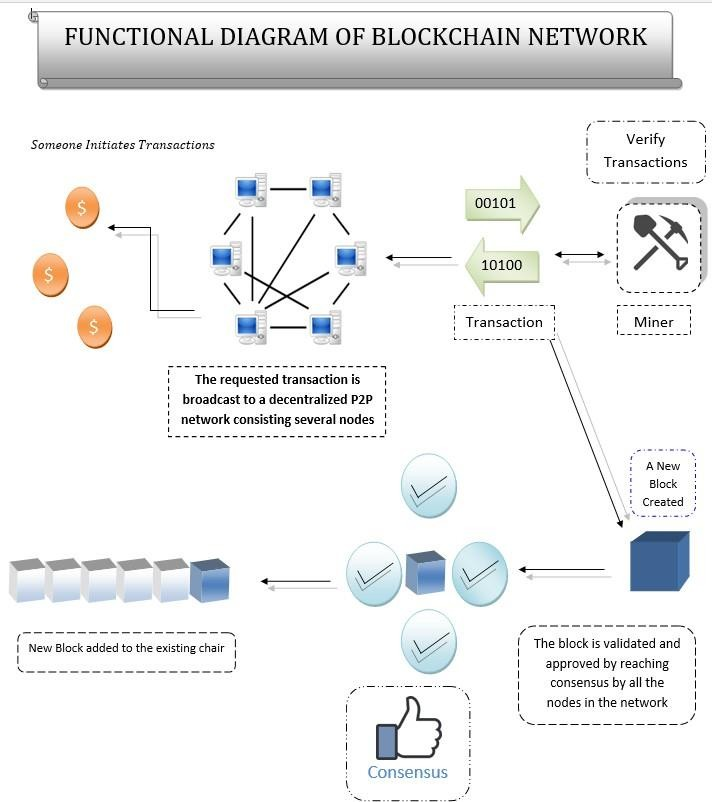 FUNCTIONAL DIAGRAM OF BLOCKCHAIN NETWORK
Someone Initiates Transactions
Verify
Transactions
$
$
$
00101
10100
Transaction
Miner
The requested transaction is
broadcast to a decentralized P2P
network consisting several nodes
A New
Block
Created
New Block added to the existing chair
The block is validated and
approved by reaching
consensus by all the
nodes in the network
Consensus